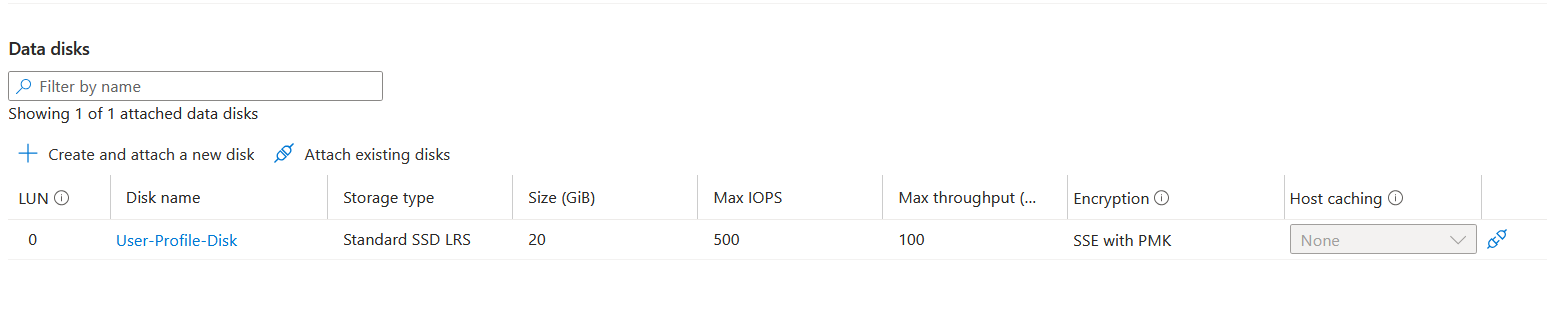 Data disks
Filter by name
Showing 1 of 1 attached data disks
Create and attach a new disk Attach existing disks
LUN Disk name Storage type Size (GiB) Max IOPS Max throughput (... Encryption Host caching
0 User-Profile-Disk Standard SSD LRS 20 500 100 SSE with PMK None